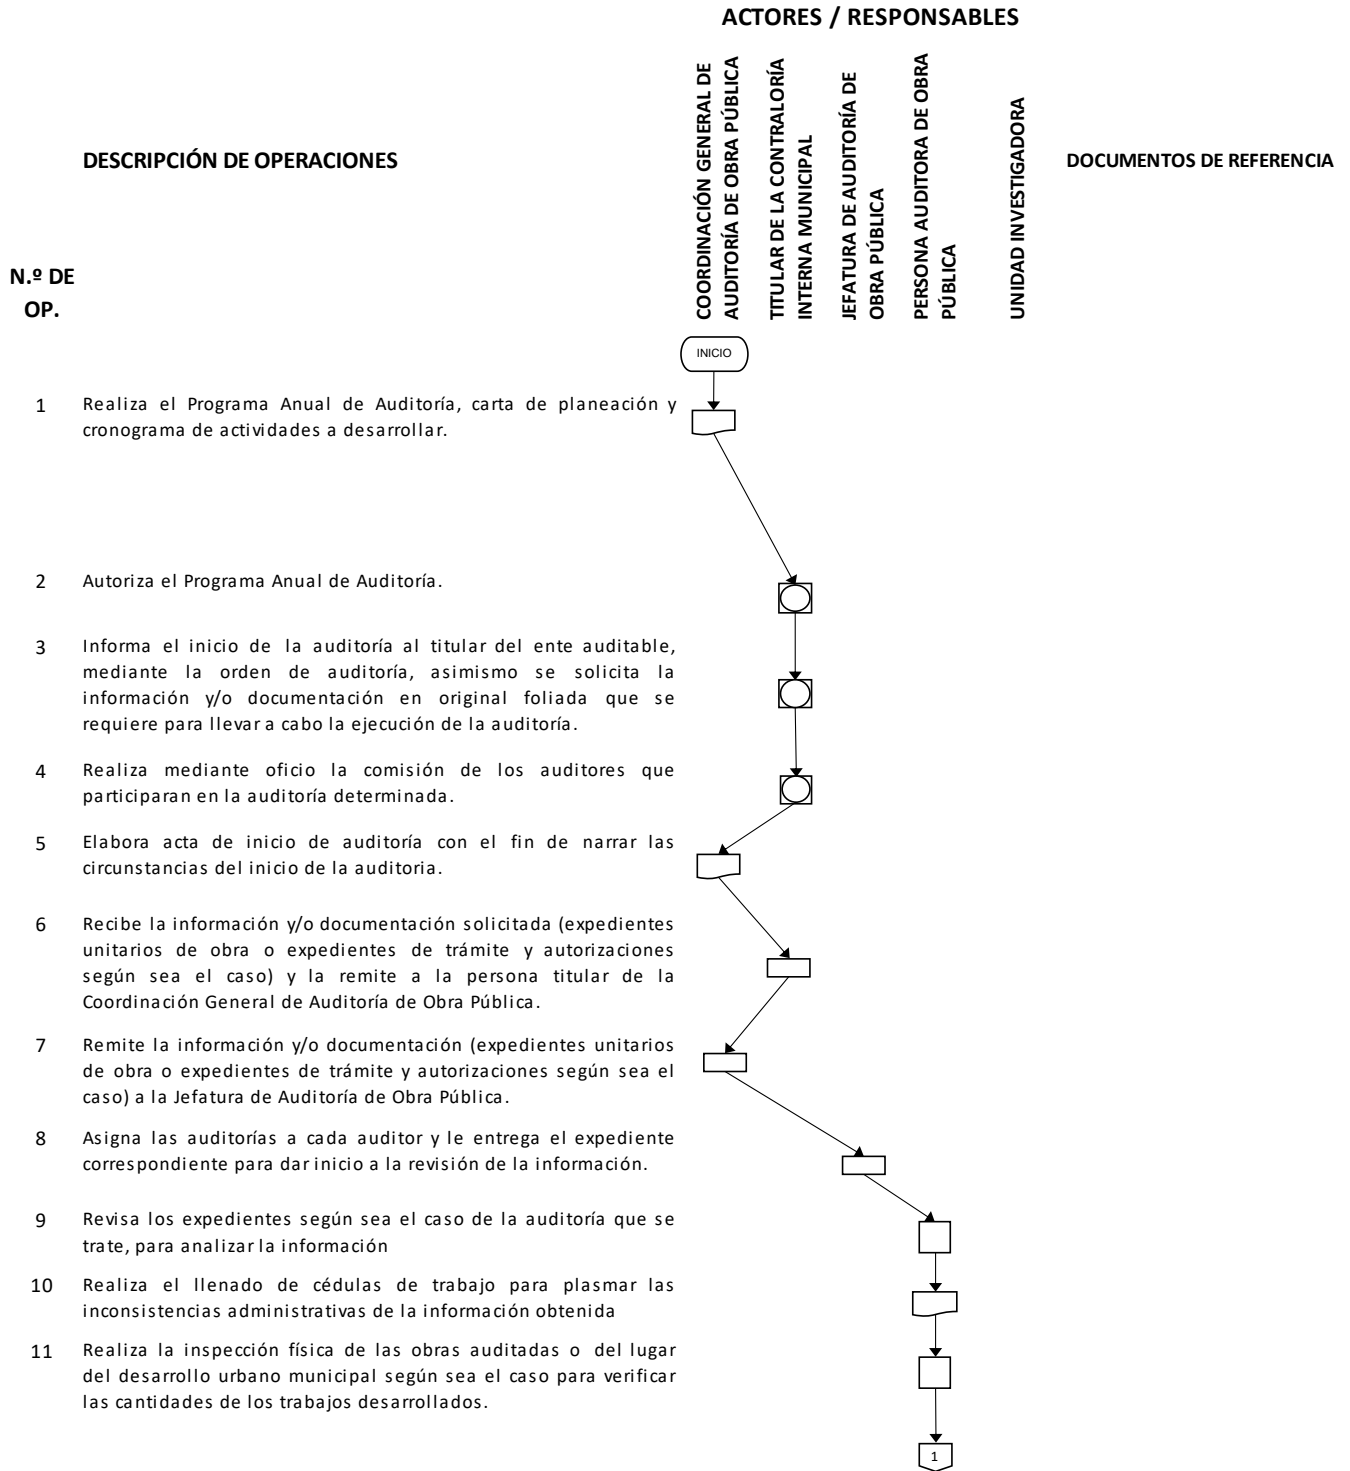 ACTORES / RESPONSABLES
DESCRIPCIÓN DE OPERACIONES
COORDINACIÓN GENERAL DE
AUDITORÍA DE OBRA PÚBLICA
TITULAR DE LA CONTRALORÍA
INTERNA MUNICIPAL
JEFATURA DE AUDITORÍA DE
OBRA PÚBLICA
PERSONA AUDITORA DE OBRA
PÚBLICA
UNIDAD INVESTIGADORA
DOCUMENTOS DE REFERENCIA
N.º DE
OP.
INICIO
1 Realiza el Programa Anual de Auditoría, carta de planeación y
cronograma de actividades a desarrollar.
2 Autoriza el Programa Anual de Auditoría.
3 Informa el inicio de la auditoría al titular del ente auditable,
mediante la orden de auditoría, asimismo se solicita la
información y/o documentación en original foliada que se
requiere para llevar a cabo la ejecución de la auditoría.
4 Realiza mediante oficio la comisión de los auditores que
participaran en la auditoría determinada.
5 Elabora acta de inicio de auditoría con el fin de narrar las
circunstancias del inicio de la auditoria.
6 Recibe la información y/o documentación solicitada (expedientes
unitarios de obra o expedientes de trámite y autorizaciones
según sea el caso) y la remite a la persona titular de la
Coordinación General de Auditoría de Obra Pública.
7 Remite la información y/o documentación (expedientes unitarios
de obra o expedientes de trámite y autorizaciones según sea el
caso) a la Jefatura de Auditoría de Obra Pública.
8 Asigna las auditorías a cada auditor y le entrega el expediente
correspondiente para dar inicio a la revisión de la información.
9 Revisa los expedientes según sea el caso de la auditoría que se
trate, para analizar la información
10 Realiza el llenado de cédulas de trabajo para plasmar las
inconsistencias administrativas de la información obtenida
11 Realiza la inspección física de las obras auditadas o del lugar
del desarrollo urbano municipal según sea el caso para verificar
las cantidades de los trabajos desarrollados.
1